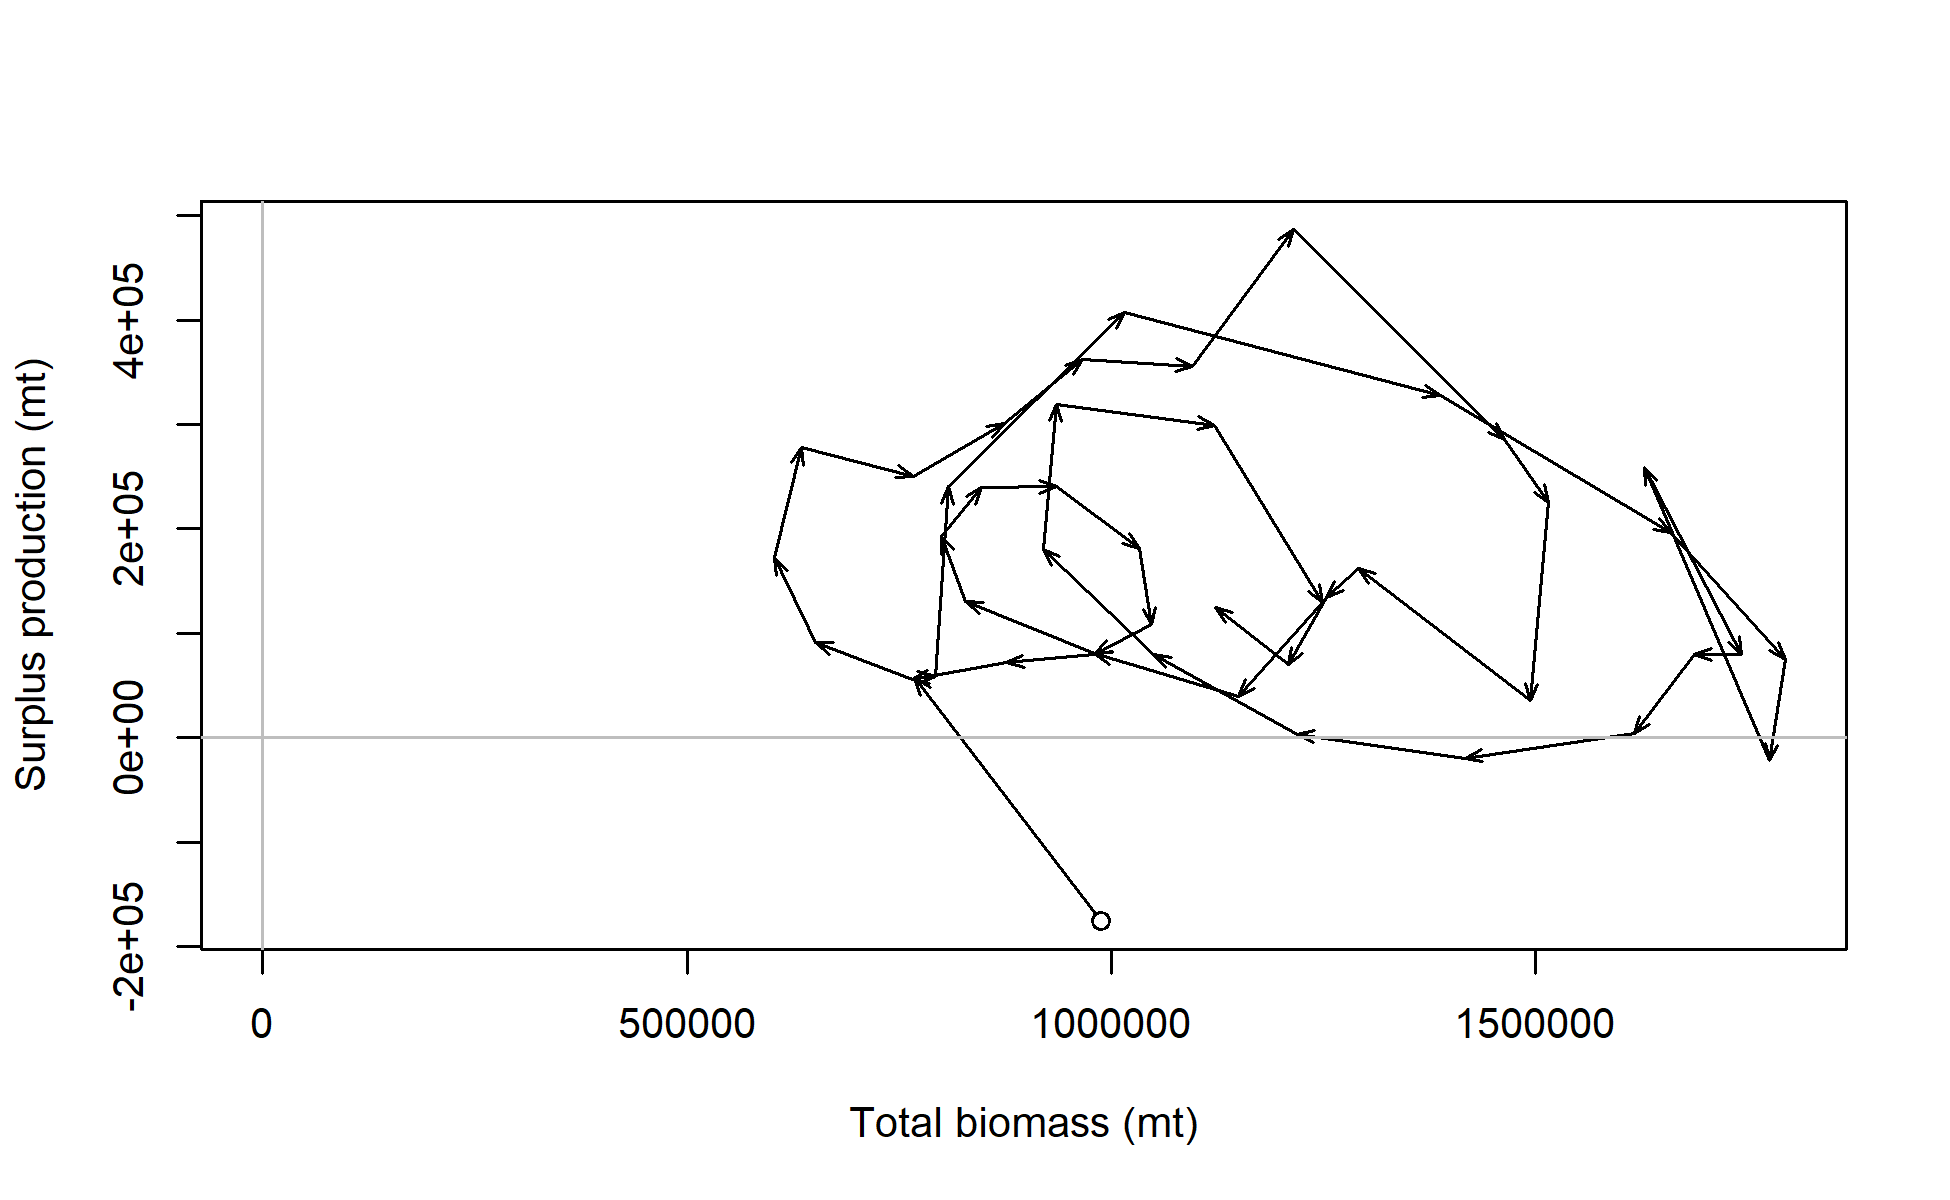 Surplus production (mt)
4e+05
2e+05
0e+00
-2e+05
0 500000 1000000 1500000
Total biomass (mt)